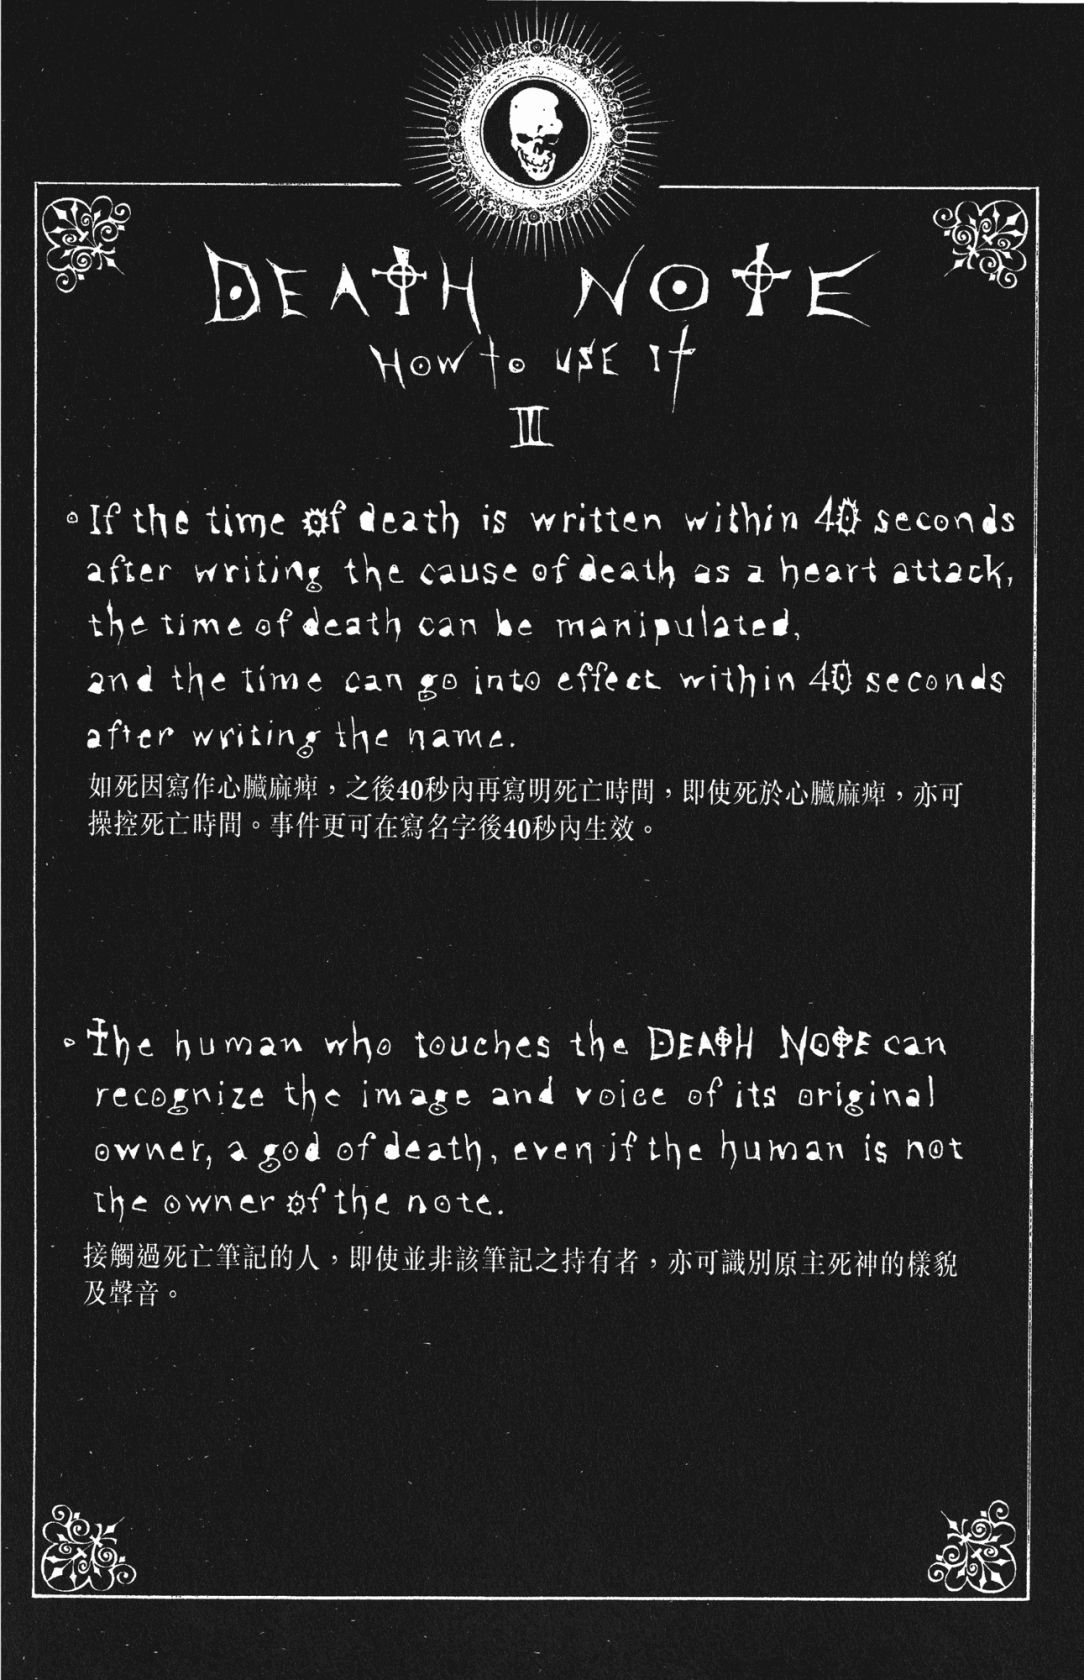 DEATH NOTE
HOW to USE It
III
If the time of death is written within 40 seconds
after writing the cause of death as a heart attack,
the time of death can be manipulated,
and the time can go into effect within 40 seconds
after writing the name.
如死因寫作心臟麻痺，之後40秒內再寫明死亡時間，即使死於心臟麻痺，亦可
操控死亡時間。事件更可在寫名字後40秒內生效。
The human who touches the DEATH NOTE can
recognize the image and voice of its original
owner, a god of death, even if the human is not
the owner of the note.
接觸過死亡筆記的人，即使並非該筆記之持有者，亦可識別原主死神的樣貌
及聲音。